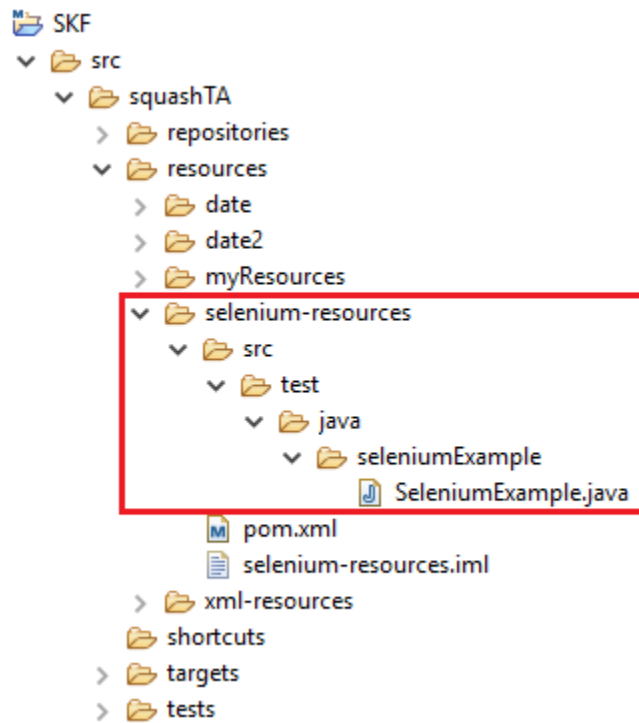 SKF
src
squashTA
repositories
resources
date
date2
myResources
selenium-resources
src
test
java
seleniumExample
SeleniumExample.java
pom.xml
selenium-resources.iml
xml-resources
shortcuts
targets
tests